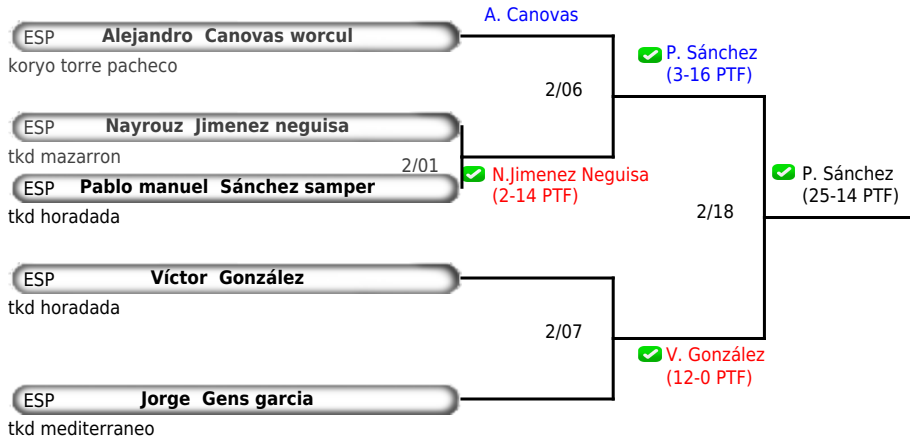 A. Canovas
ESP Alejandro Canovas worcul
koryo torre pacheco
P. Sánchez
(3-16 PTF)
2/06
ESP Nayrouz Jimenez neguisa
tkd mazarron
2/01
N.Jimenez Neguisa
(2-14 PTF)
ESP Pablo manuel Sánchez samper
tkd horadada
P. Sánchez
(25-14 PTF)
2/18
ESP Víctor González
tkd horadada
2/07
V. González
(12-0 PTF)
ESP Jorge Gens garcia
tkd mediterraneo